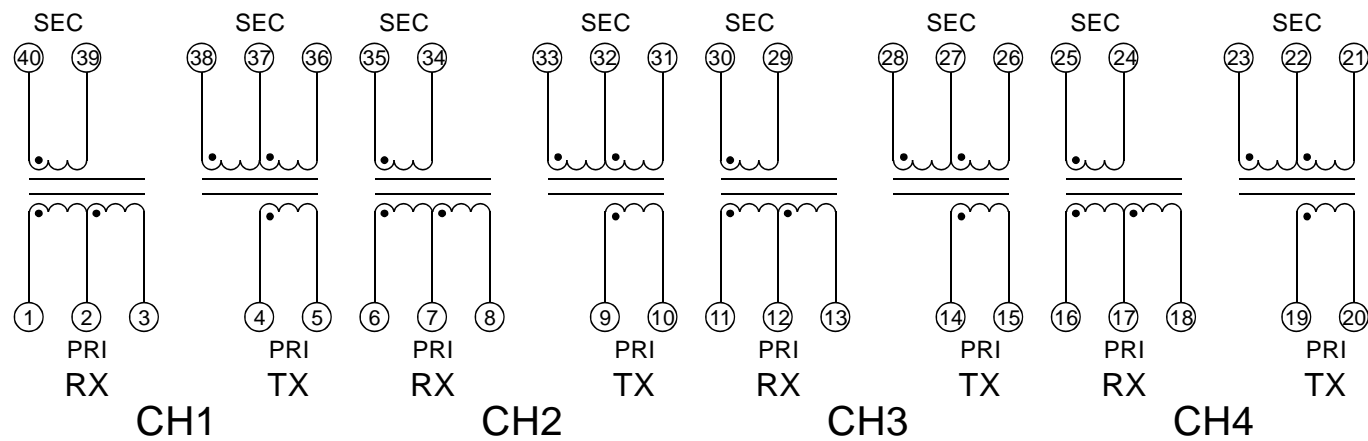 SEC SEC SEC SEC SEC SEC SEC SEC
40 39 38 37 36 35 34 33 32 31 30 29 28 27 26 25 24 23 22 21
1 2 3 4 5 6 7 8 9 10 11 12 13 14 15 16 17 18 19 20
PRI PRI PRI PRI PRI PRI PRI PRI
RX TX RX TX RX TX RX TX
CH1 CH2 CH3 CH4